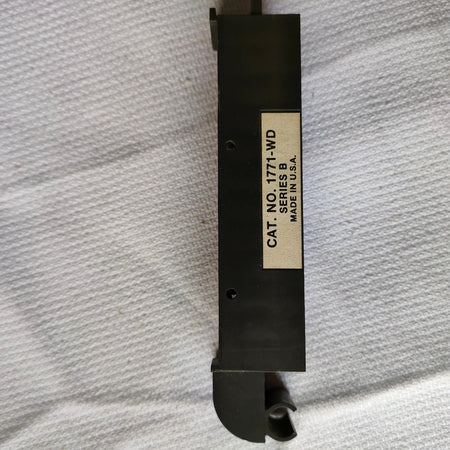 CAT. NO. 1771-WD
SERIES B
MADE IN U.S.A.